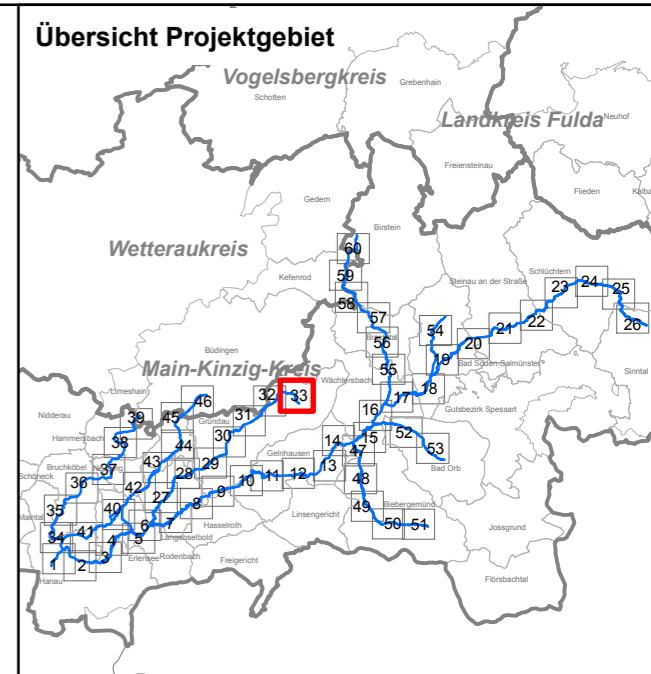 Übersicht Projektgebiet
Vogelsbergkreis
Grebenhain
Schotten
Landkreis Fulda
Neuhof
Freiensteinau
Flieden
Kalba
Gedern
Birstein
Wetteraukreis
60
Kefenrod
59
Steinau an der Straße
Schlüchtern
23
24
25
58
57
54
22
26
21
Büdingen
56
20
19
Bad Soden-Salmünster
Sinntal
Main-Kinzig-Kreis
Wächtersbach
55
Limeshain
46
32
33
18
17
Gutsbezirk Spessart
Nidderau
39
45
31
Gründau
16
Hammersbach
38
44
30
14
15
52
Gelnhausen
47
53
Bruchköbel
37
43
29
13
Bad Orb
Schöneck
36
28
10
11
12
48
42
9
Linsengericht
35
27
8
49
Biebergemünd
Maintal
40
Hasselroth
50
51
34
41
6
7
Jossgrund
4
5
Langenselbold
1
2
3
Erlensee
Rodenbach
Freigericht
Hanau
Flörsbachtal